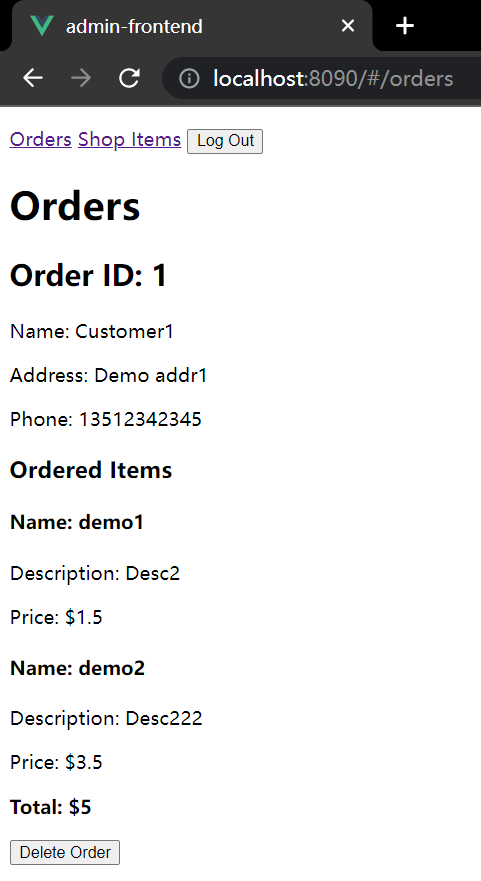 admin-frontend
localhost:8090/#/orders
Orders Shop Items Log Out
Orders
Order ID: 1
Name: Customer1
Address: Demo addr1
Phone: 13512342345
Ordered Items
Name: demo1
Description: Desc2
Price: $1.5
Name: demo2
Description: Desc222
Price: $3.5
Total: $5
Delete Order